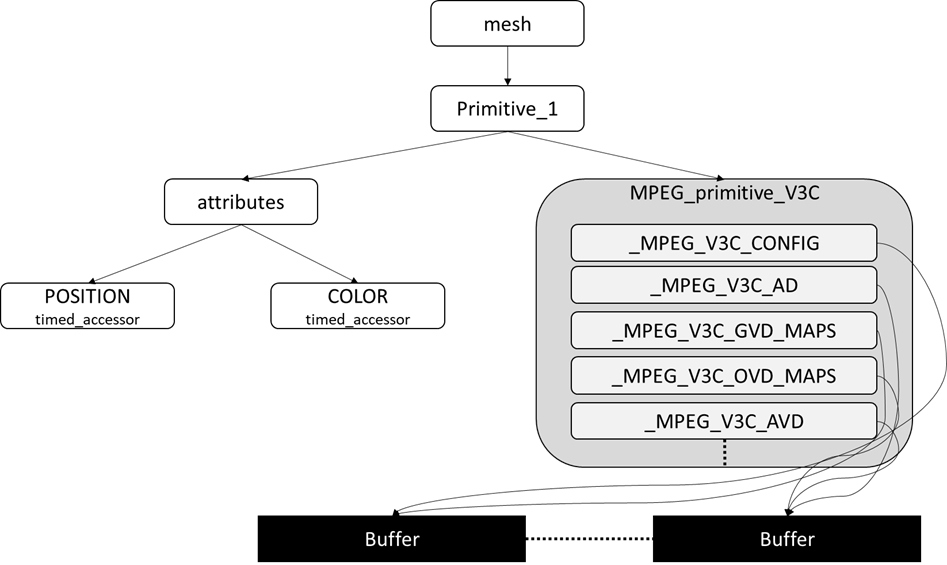 mesh
Primitive_1
attributes
MPEG_primitive_V3C
_MPEG_V3C_CONFIG
_MPEG_V3C_AD
_MPEG_V3C_GVD_MAPS
_MPEG_V3C_OVD_MAPS
_MPEG_V3C_AVD
POSITION
timed_accessor
COLOR
timed_accessor
Buffer
Buffer